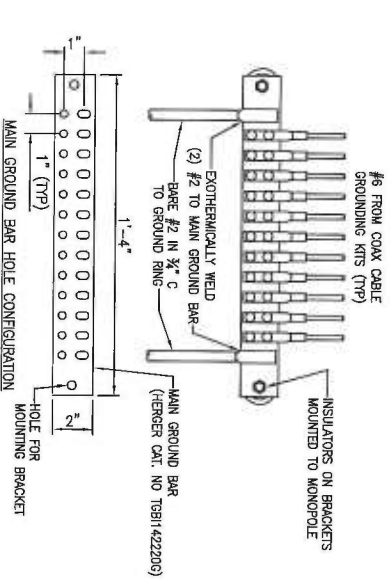 #6 FROM COAX CABLE
GROUNDING KITS (TYP)
INSULATORS ON BRACKETS
MOUNTED TO MONOPOLE
EXOTHERMICALLY WELD
(2) #2 TO MAIN GROUND BAR
BARE #2 IN ¾" C
TO GROUND RING
1'-4"
1"
1" (TYP)
2"
MAIN GROUND BAR
(HERGER CAT. NO TGBI142220G)
HOLE FOR
MOUNTING BRACKET
MAIN GROUND BAR HOLE CONFIGURATION